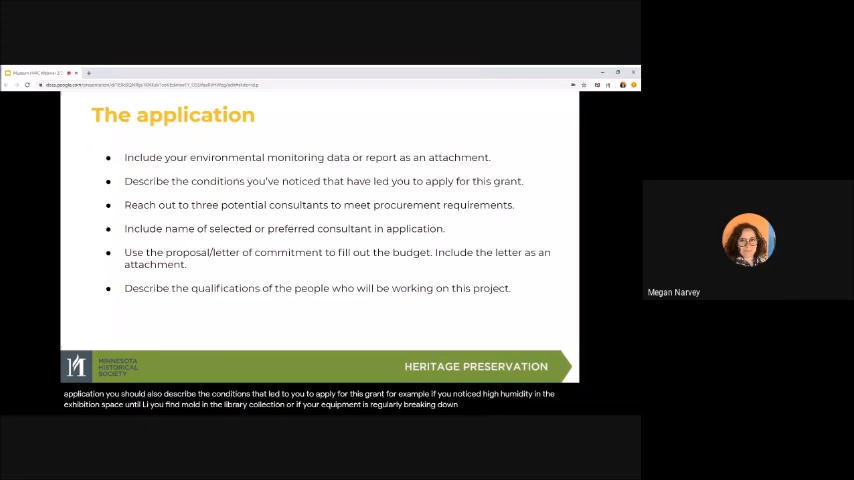 Museum HVAC Webinar 2/
The application
Include your environmental monitoring data or report as an attachment.
Describe the conditions you've noticed that have led you to apply for this grant.
Reach out to three potential consultants to meet procurement requirements.
Include name of selected or preferred consultant in application.
Use the proposal/letter of commitment to fill out the budget. Include the letter as an
attachment.
Describe the qualifications of the people who will be working on this project.
Megan Narvey
MINNESOTA
HISTORICAL
SOCIETY
HERITAGE PRESERVATION
application you should also describe the conditions that led to you to apply for this grant for example if you noticed high humidity in the
exhibition space until Li you find mold in the library collection or if your equipment is regularly breaking down